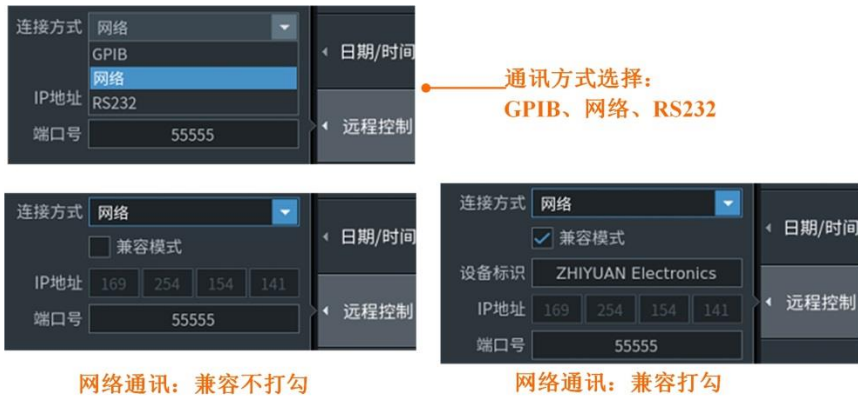 连接方式 网络
GPIB
网络
RS232
IP地址
端口号 55555
日期/时间
远程控制
通讯方式选择：
GPIB、网络、RS232
连接方式 网络
兼容模式
IP地址 169 254 154 141
端口号 55555
日期/时间
远程控制
网络通讯：兼容不打勾
连接方式 网络
兼容模式
设备标识 ZHIYUAN Electronics
IP地址 169 254 154 141
端口号 55555
日期/时间
远程控制
网络通讯：兼容打勾